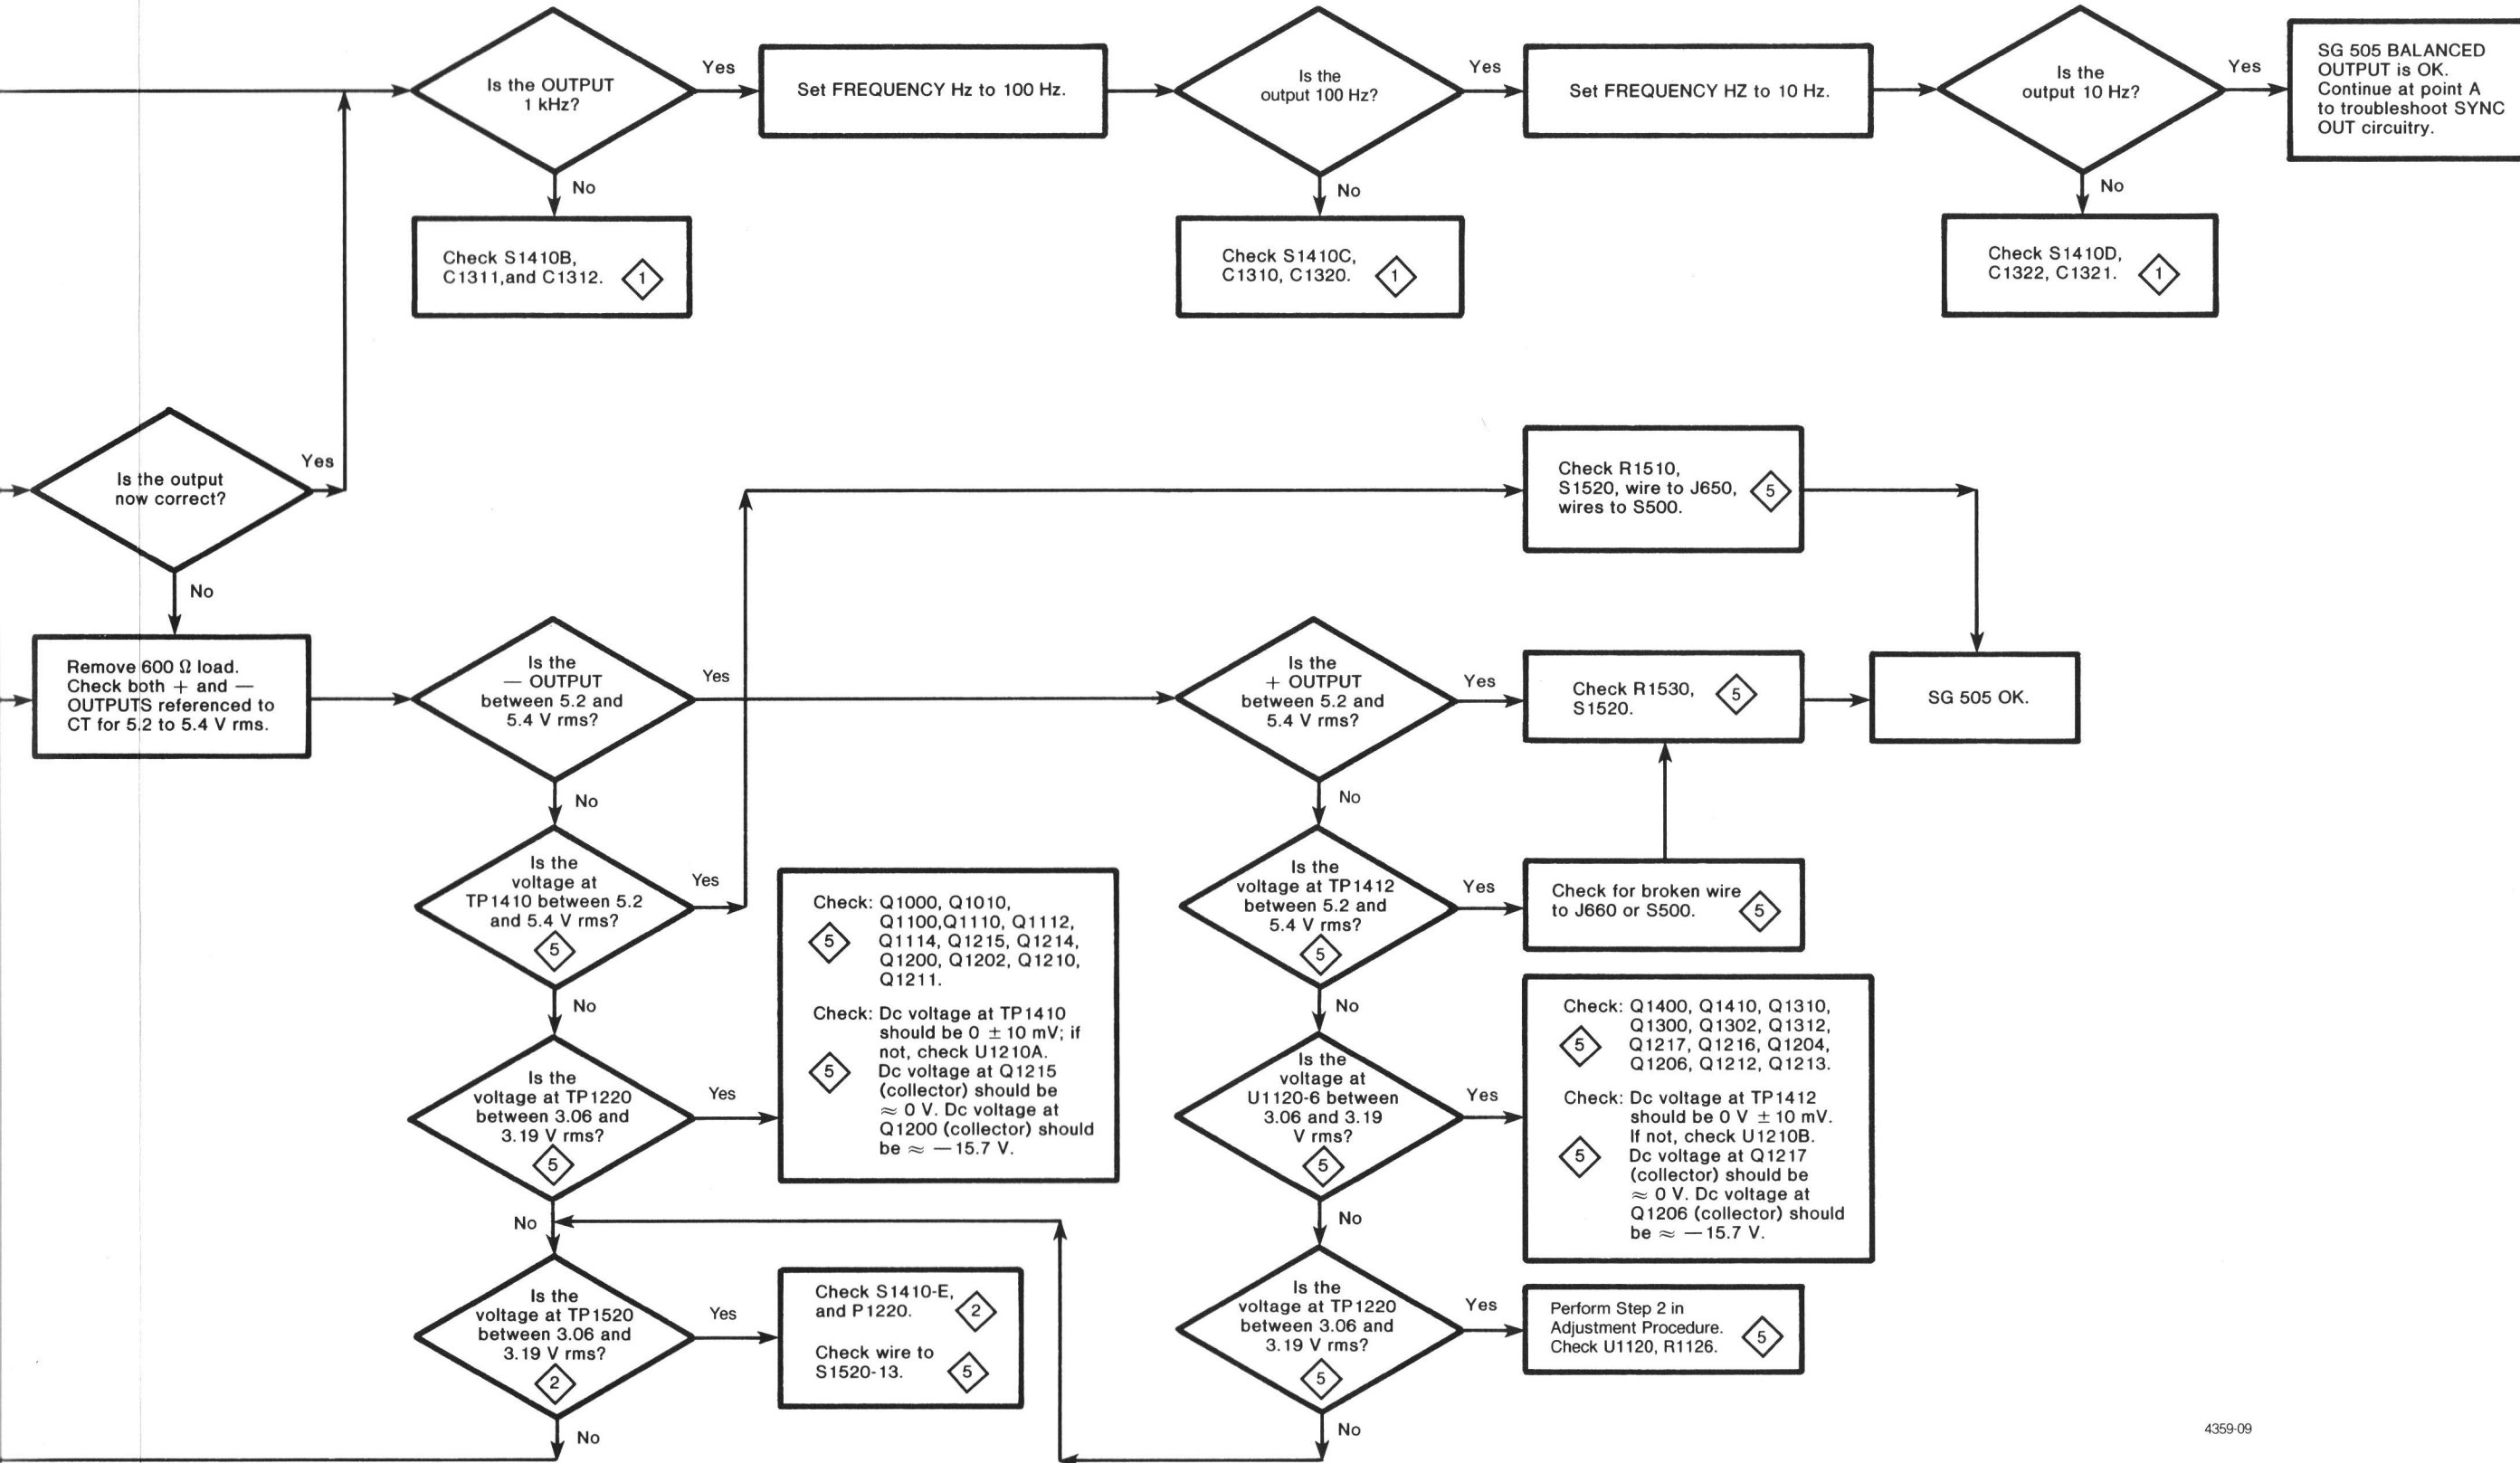 Is the OUTPUT
1 kHz?
Yes
No
Set FREQUENCY Hz to 100 Hz.
Is the
output 100 Hz?
Yes
No
Set FREQUENCY HZ to 10 Hz.
Is the
output 10 Hz?
Yes
No
SG 505 BALANCED
OUTPUT is OK.
Continue at point A
to troubleshoot SYNC
OUT circuitry.
Check S1410B,
C1311,and C1312.
1
Check S1410C,
C1310, C1320.
1
Check S1410D,
C1322, C1321.
1
Is the output
now correct?
Yes
No
Check R1510,
S1520, wire to J650,
wires to S500.
5
Remove 600 Ω load.
Check both + and —
OUTPUTS referenced to
CT for 5.2 to 5.4 V rms.
Is the
— OUTPUT
between 5.2 and
5.4 V rms?
Yes
No
Is the
+ OUTPUT
between 5.2 and
5.4 V rms?
Yes
No
Check R1530,
S1520.
5
SG 505 OK.
Is the
voltage at
TP1410 between 5.2
and 5.4 V rms?
5
Yes
No
Check: Q1000, Q1010,
Q1100,Q1110, Q1112,
Q1114, Q1215, Q1214,
Q1200, Q1202, Q1210,
Q1211.
5
Check: Dc voltage at TP1410
should be 0 ± 10 mV; if
not, check U1210A.
Dc voltage at Q1215
(collector) should be
≈ 0 V. Dc voltage at
Q1200 (collector) should
be ≈ — 15.7 V.
5
Is the
voltage at TP1412
between 5.2 and
5.4 V rms?
5
Yes
No
Check for broken wire
to J660 or S500.
5
Is the
voltage at TP1220
between 3.06 and
3.19 V rms?
5
Yes
No
Is the
voltage at
U1120-6 between
3.06 and 3.19
V rms?
5
Yes
No
Check: Q1400, Q1410, Q1310,
Q1300, Q1302, Q1312,
Q1217, Q1216, Q1204,
Q1206, Q1212, Q1213.
5
Check: Dc voltage at TP1412
should be 0 V ± 10 mV.
If not, check U1210B.
Dc voltage at Q1217
(collector) should be
≈ 0 V. Dc voltage at
Q1206 (collector) should
be ≈ — 15.7 V.
5
Is the
voltage at TP1520
between 3.06 and
3.19 V rms?
2
Yes
No
Check S1410-E,
and P1220.
2
Check wire to
S1520-13.
5
Is the
voltage at TP1220
between 3.06 and
3.19 V rms?
5
Yes
No
Perform Step 2 in
Adjustment Procedure.
Check U1120, R1126.
5
4359-09